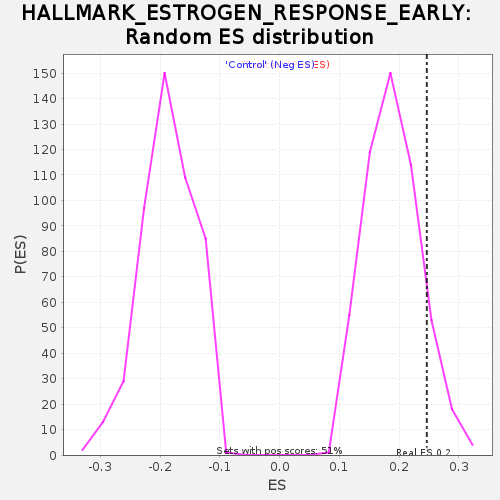 HALLMARK_ESTROGEN_RESPONSE_EARLY:
Random ES distribution
'Control' (Neg ES) ES)
P(ES)
150
140
130
120
110
100
90
80
70
60
50
40
30
20
10
0
Sets with pos scores: 51%
Real ES 0.2
-0.3 -0.2 -0.1 0.0 0.1 0.2 0.3
ES